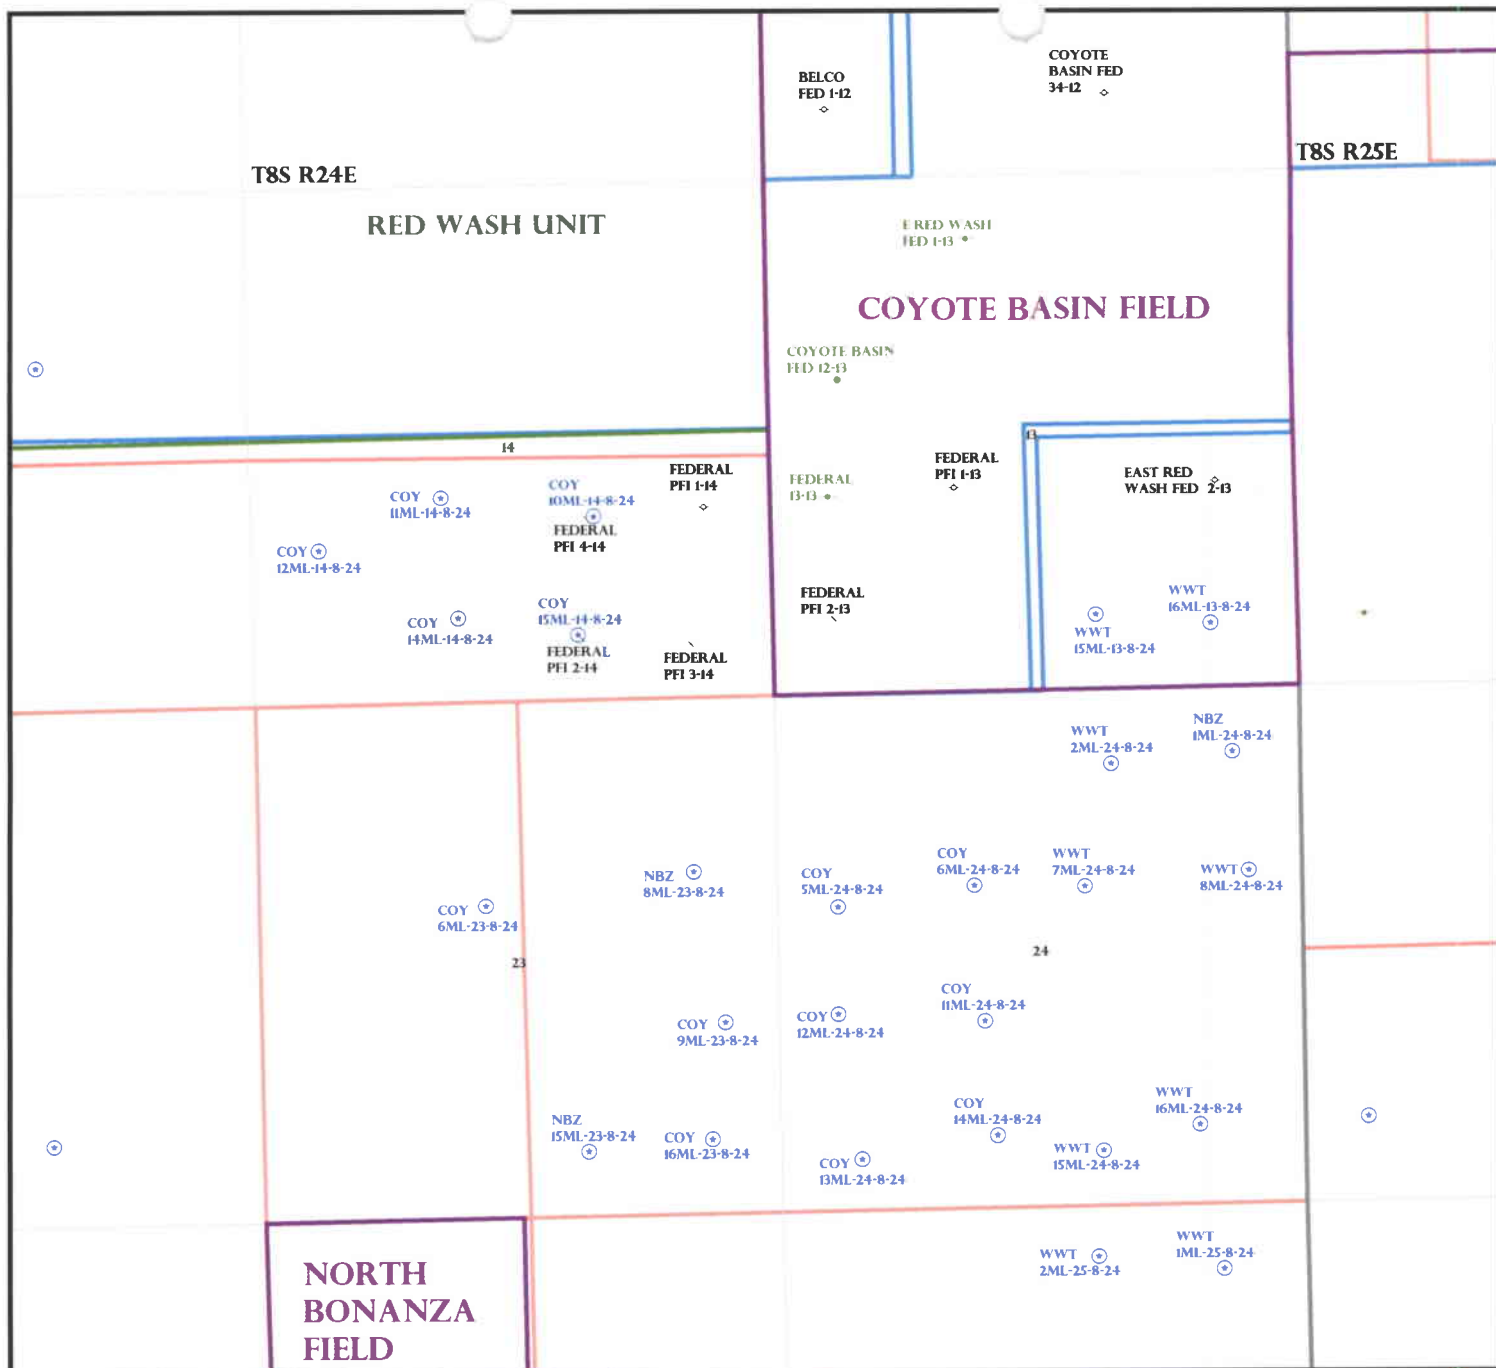 COYOTE
BASIN FED
34-12
BELCO
FED 1-12
T8S R25E
T8S R24E
RED WASH UNIT
E RED WASH
FED 1-13
COYOTE BASIN FIELD
COYOTE BASIN
FED 12-13
14
13
FEDERAL
PFI 1-14
FEDERAL
PFI 1-13
EAST RED
WASH FED 2-13
FEDERAL
13-13
COY
11ML-14-8-24
COY
10ML-14-8-24
FEDERAL
PFI 4-14
COY
12ML-14-8-24
COY
14ML-14-8-24
COY
15ML-14-8-24
FEDERAL
PFI 2-14
FEDERAL
PFI 3-14
FEDERAL
PFI 2-13
WWT
16ML-13-8-24
WWT
15ML-13-8-24
WWT
2ML-24-8-24
NBZ
1ML-24-8-24
NBZ
8ML-23-8-24
COY
5ML-24-8-24
COY
6ML-24-8-24
WWT
7ML-24-8-24
WWT
8ML-24-8-24
COY
6ML-23-8-24
23
24
COY
9ML-23-8-24
COY
12ML-24-8-24
COY
11ML-24-8-24
NBZ
15ML-23-8-24
COY
16ML-23-8-24
COY
13ML-24-8-24
COY
14ML-24-8-24
WWT
15ML-24-8-24
WWT
16ML-24-8-24
WWT
2ML-25-8-24
WWT
1ML-25-8-24
NORTH
BONANZA
FIELD